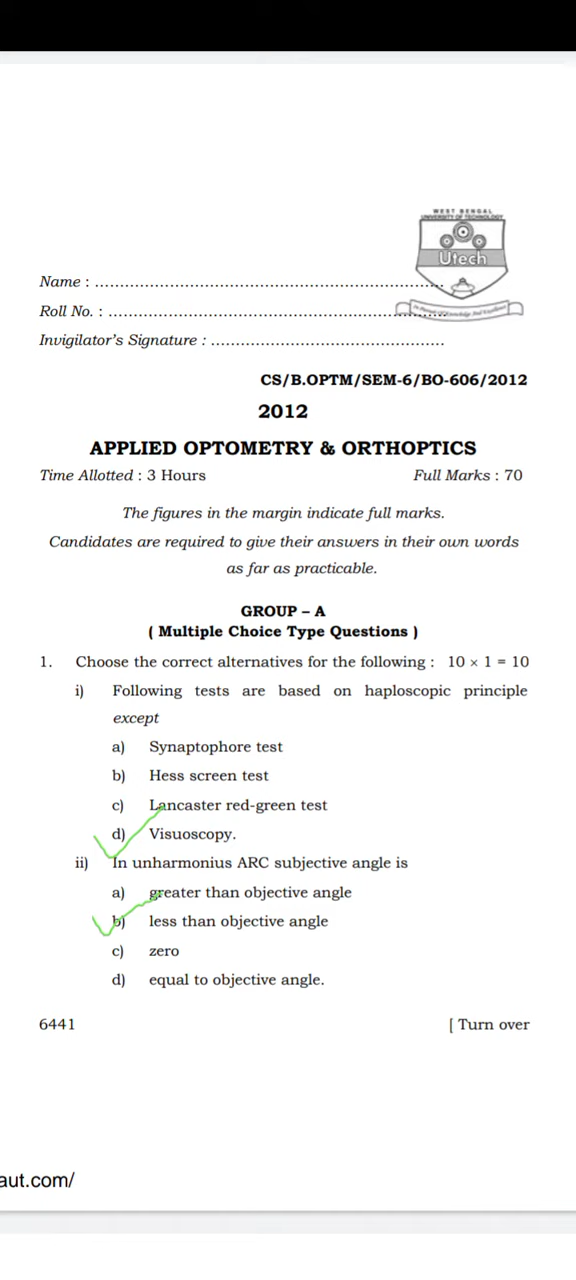 WEST BENGAL
UNIVERSITY OF TECHNOLOGY
Utech
Name : ...............................................................
Roll No. : ............................................................
Invigilator's Signature : ...............................................
CS/B.OPTM/SEM-6/BO-606/2012
2012
APPLIED OPTOMETRY & ORTHOPTICS
Time Allotted : 3 Hours Full Marks : 70
The figures in the margin indicate full marks.
Candidates are required to give their answers in their own words
as far as practicable.
GROUP – A
( Multiple Choice Type Questions )
1. Choose the correct alternatives for the following : 10 × 1 = 10
i) Following tests are based on haploscopic principle
except
a) Synaptophore test
b) Hess screen test
c) Lancaster red-green test
d) Visuoscopy.
ii) In unharmonius ARC subjective angle is
a) greater than objective angle
b) less than objective angle
c) zero
d) equal to objective angle.
6441 [ Turn over
aut.com/